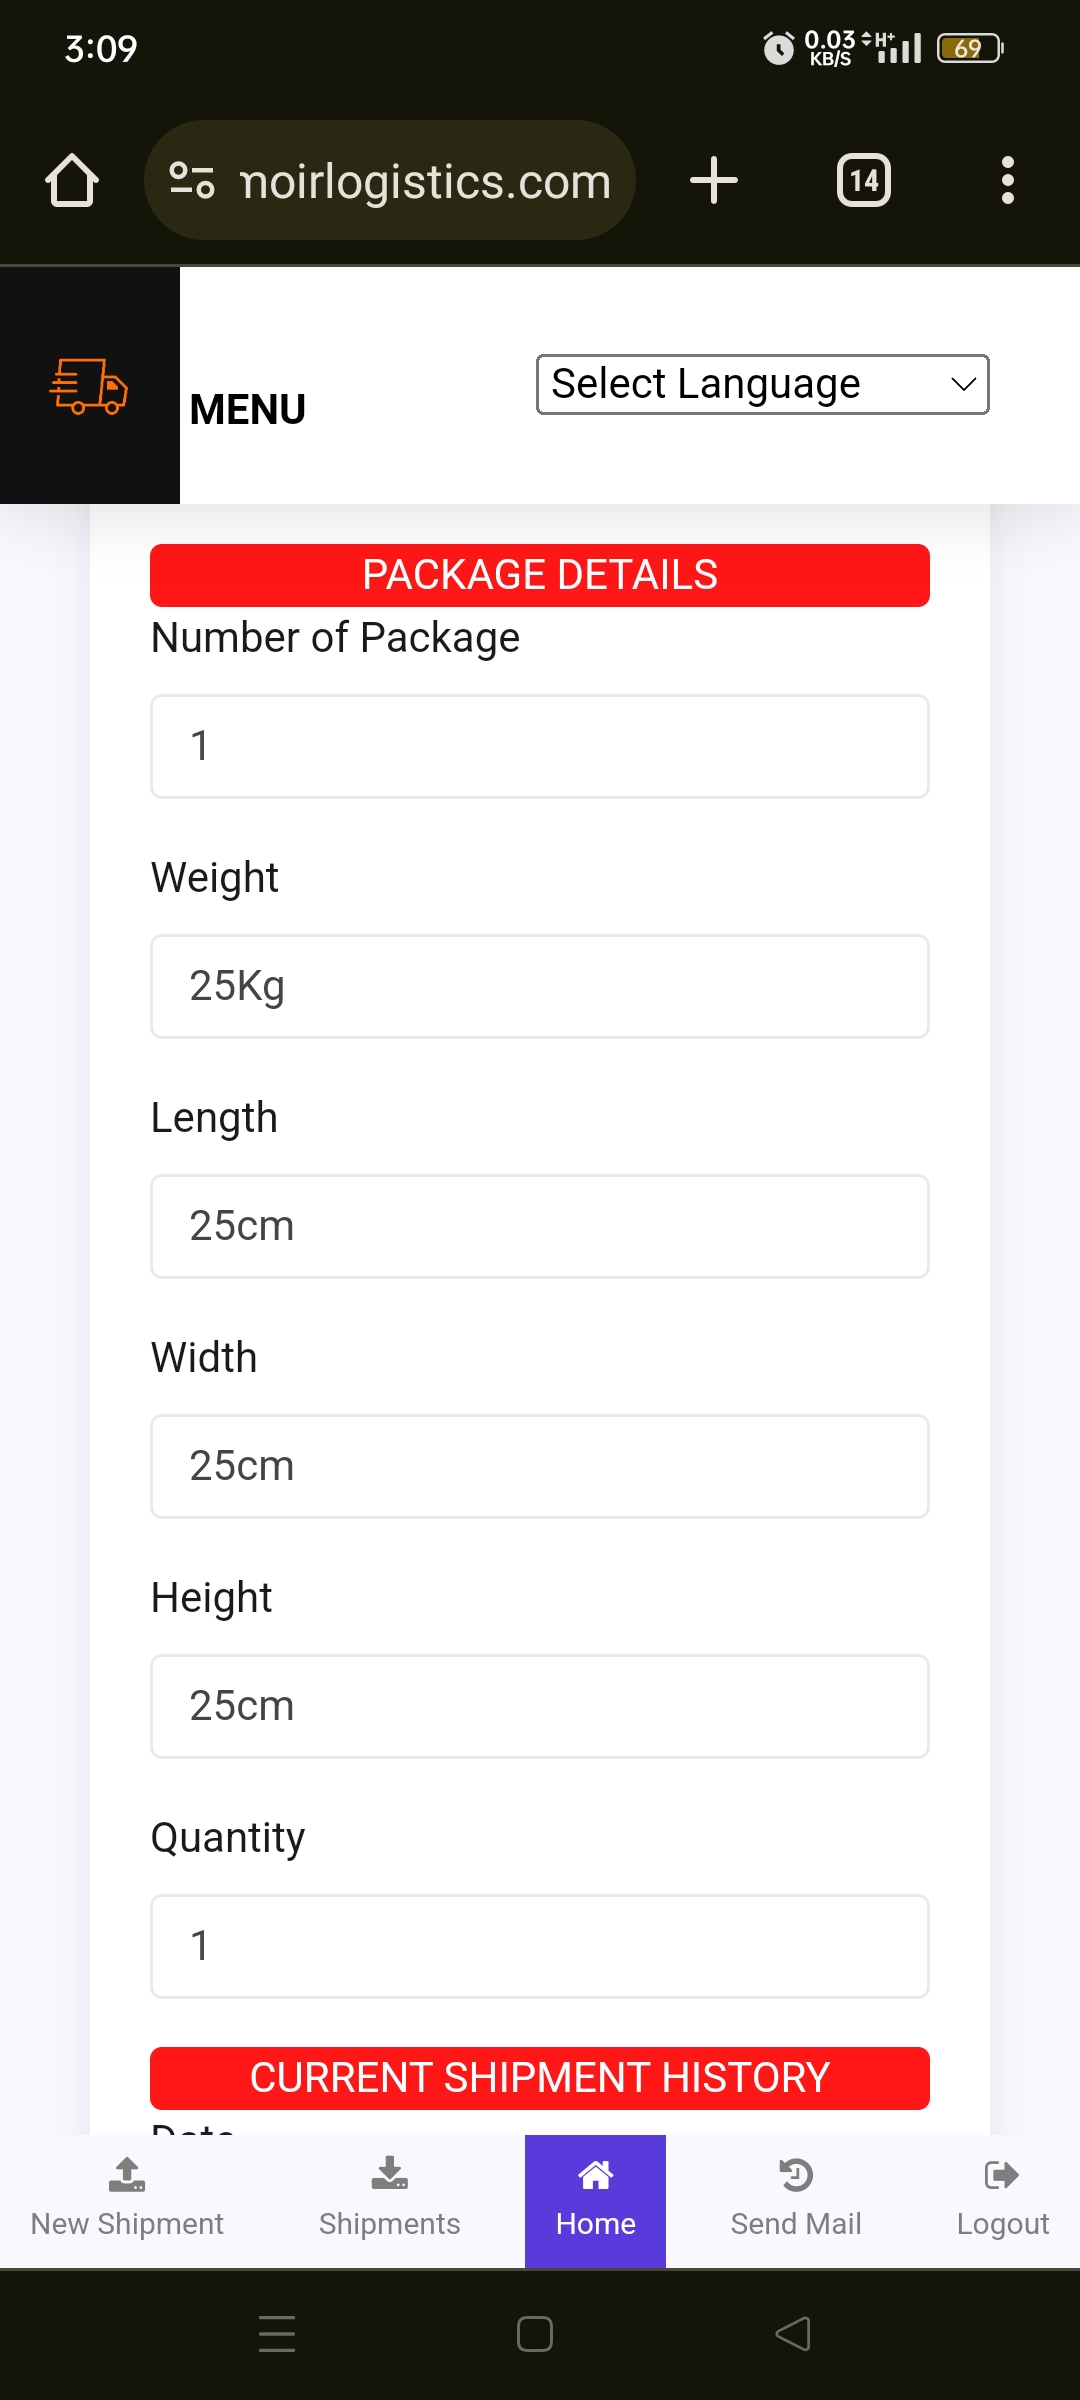 3:09
0.03
KB/S
H+
69
noirlogistics.com
14
MENU
Select Language
PACKAGE DETAILS
Number of Package
1
Weight
25Kg
Length
25cm
Width
25cm
Height
25cm
Quantity
1
CURRENT SHIPMENT HISTORY
Date
New Shipment
Shipments
Home
Send Mail
Logout